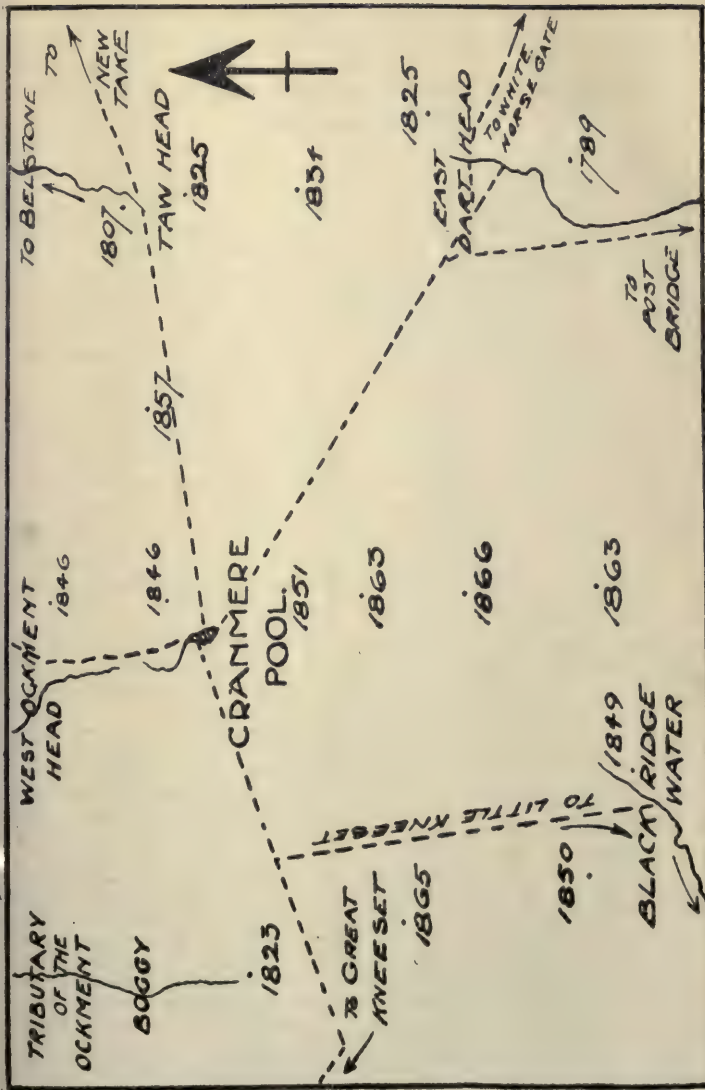 TRIBUTARY
OF THE
OCKMENT
BOGGY
1823
WEST OCKMENT
HEAD
1846
1846
TO BELSTONE
TO
NEW
TAKE
1807
TAW HEAD
1825
1857
CRANMERE
POOL.
1851
1834
1863
1825
EAST
DART HEAD
TO WHITE
HORSE GATE
1789
TO GREAT
KNEESET
1865
TO LITTLE KNEESET
1866
1863
1850
1849
BLACK RIDGE
WATER
TO
POST
BRIDGE